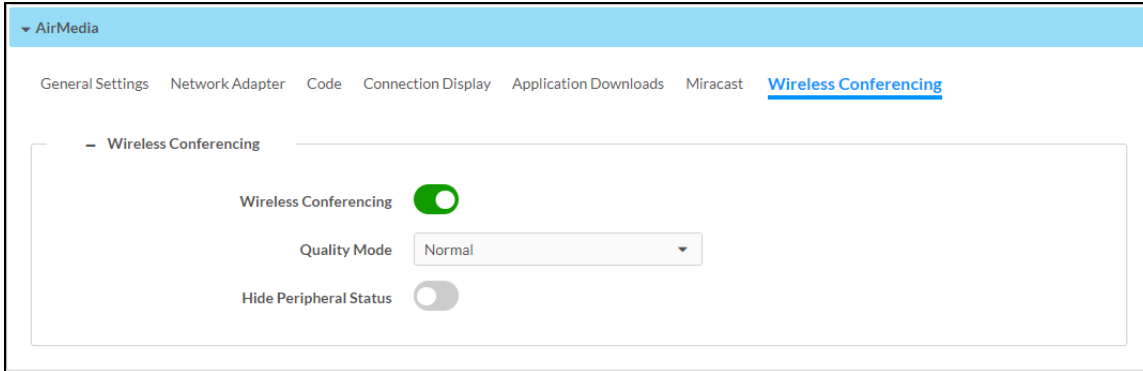 AirMedia
General Settings Network Adapter Code Connection Display Application Downloads Miracast Wireless Conferencing
Wireless Conferencing
Wireless Conferencing
Quality Mode Normal
Hide Peripheral Status